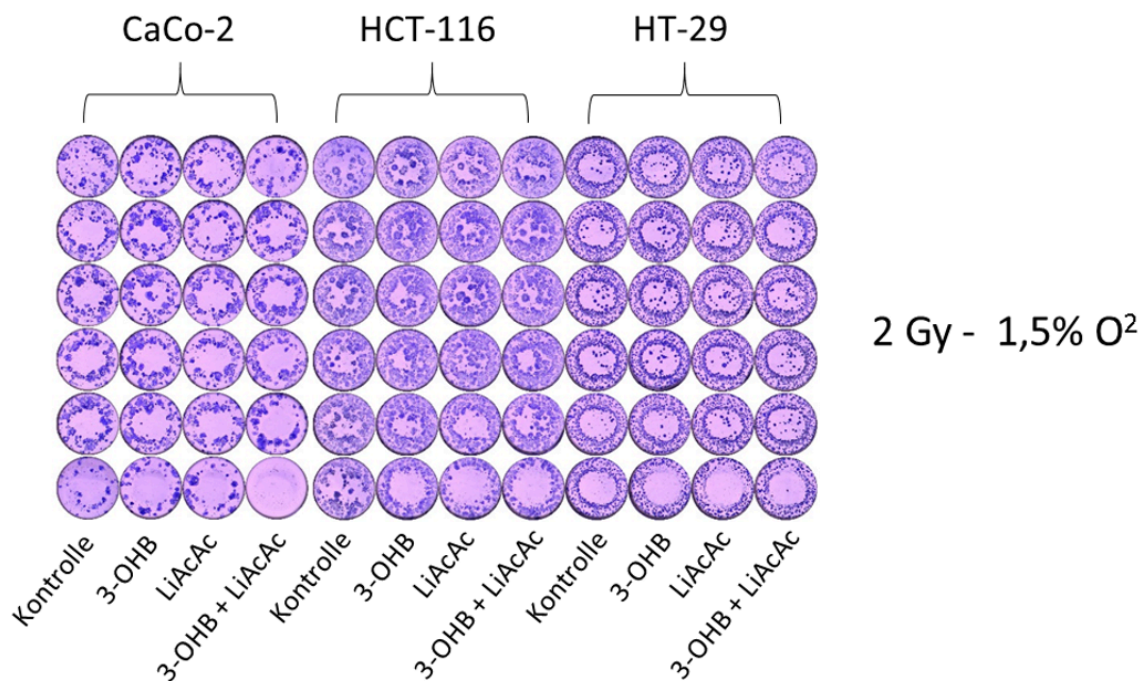 CaCo-2
HCT-116
HT-29
2 Gy - 1,5% O²
Kontrolle
3-OHB
LiAcAc
3-OHB + LiAcAc
Kontrolle
3-OHB
LiAcAc
3-OHB + LiAcAc
Kontrolle
3-OHB
LiAcAc
3-OHB + LiAcAc